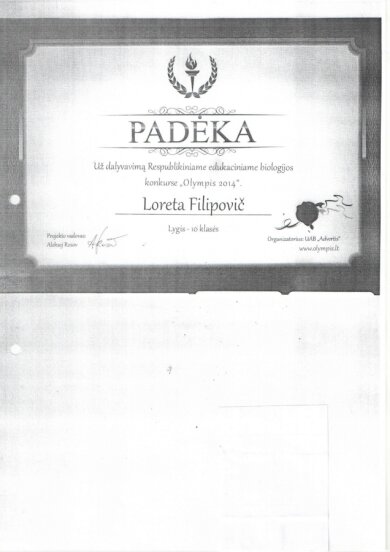 PADĖKA
Už dalyvavimą Respublikiniame edukaciniame biologijos
konkurse „Olympis 2014“.
Loreta Filipovič
Lygis - 10 klasės
Projekto vadovas:
Aleksej Rosov
Organizatorius: UAB „Advertis“
www.olympis.lt